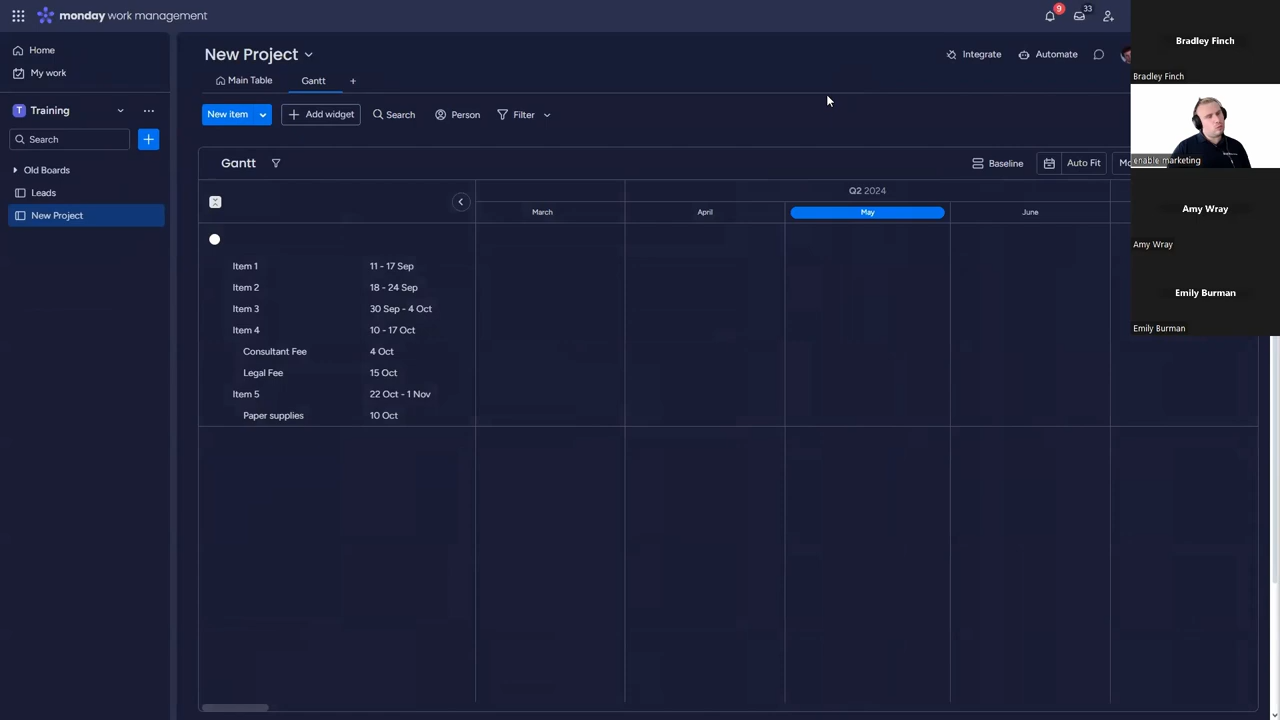 monday work management
9
33
Home
My work
T Training
Search
Old Boards
Leads
New Project
New Project
Integrate
Automate
Main Table
Gantt
New item
Add widget
Search
Person
Filter
Gantt
Baseline
Auto Fit
Mo
Q2 2024
March
April
May
June
Item 1 11 - 17 Sep
Item 2 18 - 24 Sep
Item 3 30 Sep - 4 Oct
Item 4 10 - 17 Oct
Consultant Fee 4 Oct
Legal Fee 15 Oct
Item 5 22 Oct - 1 Nov
Paper supplies 10 Oct
Bradley Finch
Bradley Finch
enable marketing
Amy Wray
Amy Wray
Emily Burman
Emily Burman